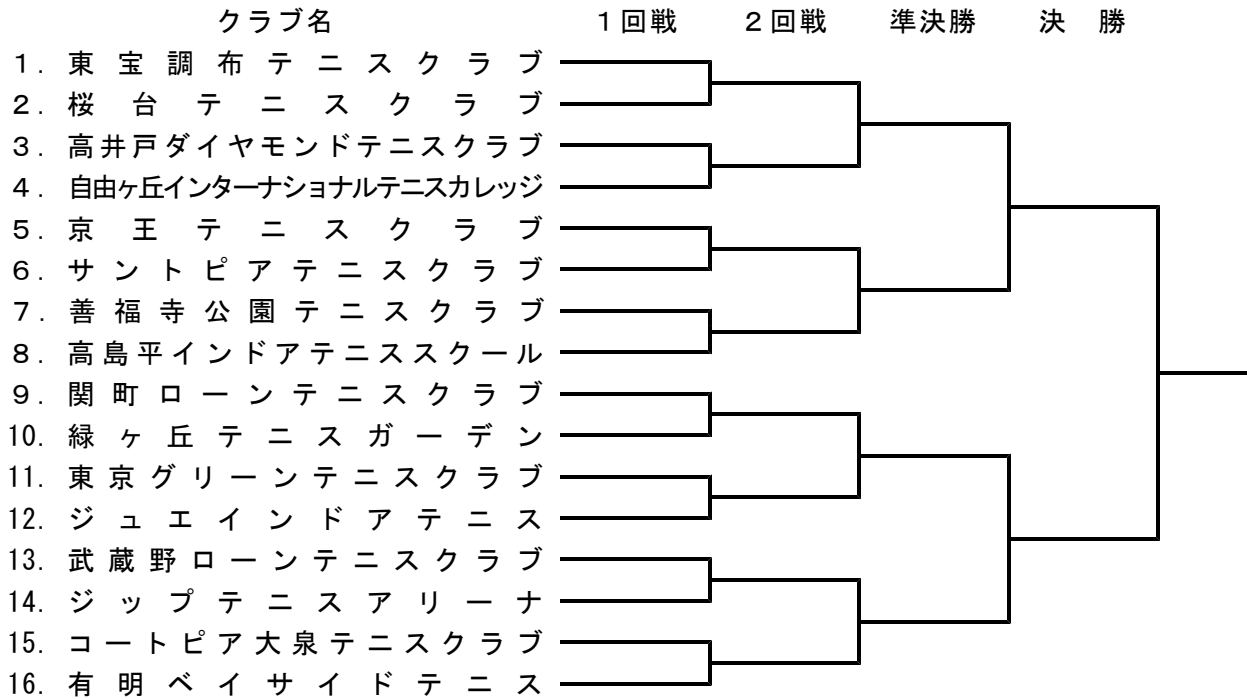 クラブ名 1回戦 2回戦 準決勝 決 勝
1. 東宝調布テニスクラブ
2. 桜台テニスクラブ
3. 高井戸ダイヤモンドテニスクラブ
4. 自由ヶ丘インターナショナルテニスカレッジ
5. 京王テニスクラブ
6. サントピアテニスクラブ
7. 善福寺公園テニスクラブ
8. 高島平インドアテニススクール
9. 関町ローンテニスクラブ
10. 緑ヶ丘テニスガーデン
11. 東京グリーンテニスクラブ
12. ジュエインドアテニス
13. 武蔵野ローンテニスクラブ
14. ジップテニスアリーナ
15. コートピア大泉テニスクラブ
16. 有明ベイサイドテニス